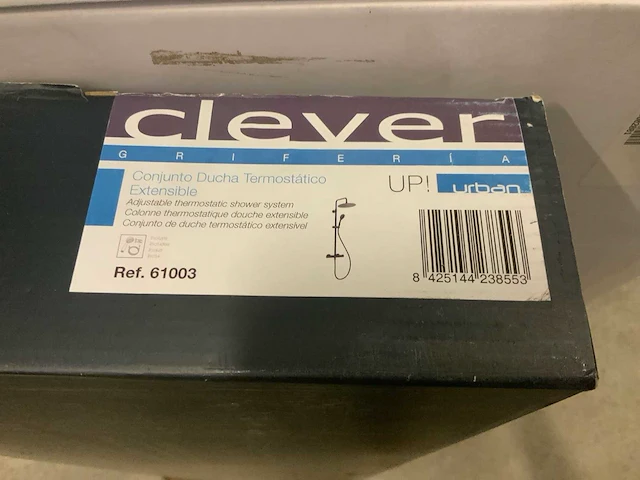 clever
GRIFERÍA
Conjunto Ducha Termostático
Extensible
Adjustable thermostatic shower system
Colonne thermostatique douche extensible
Conjunto de duche termostático extensível
Ref. 61003
UP! urban
8 425144 238553